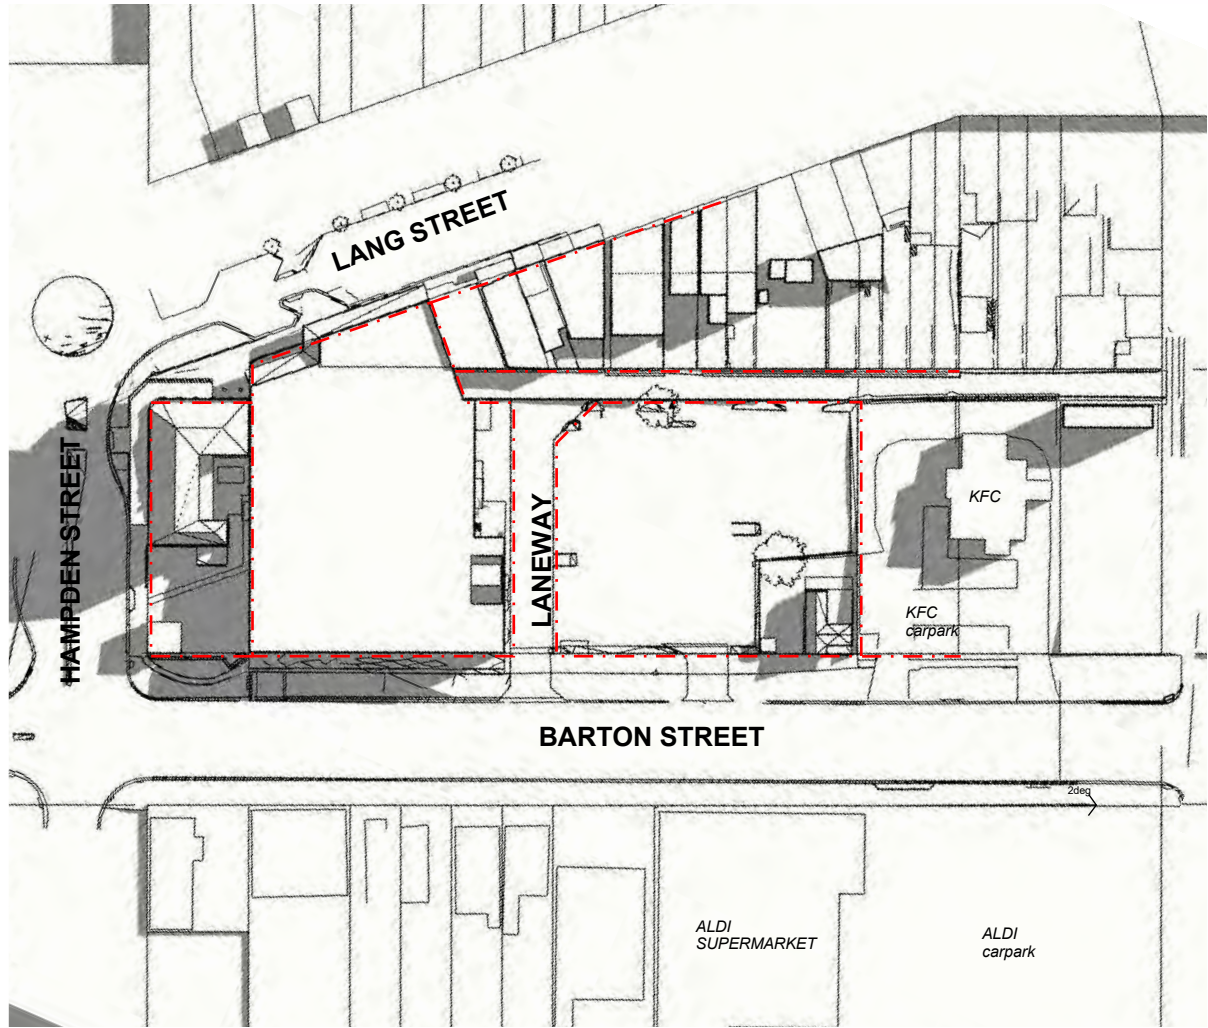 LANG STREET
HAMPDEN STREET
LANEWAY
KFC
KFC
carpark
BARTON STREET
2deg
ALDI
SUPERMARKET
ALDI
carpark